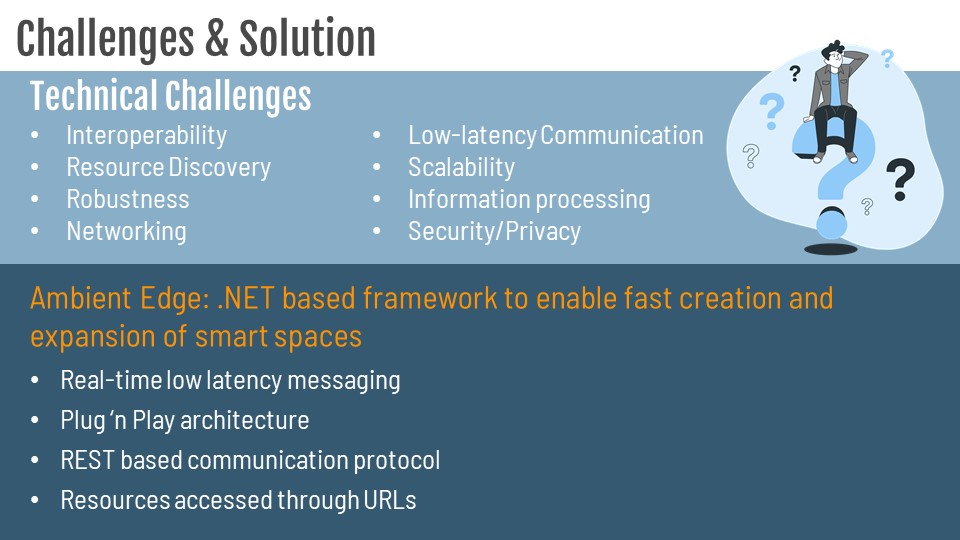 Challenges & Solution
Technical Challenges
• Interoperability
• Resource Discovery
• Robustness
• Networking
• Low-latency Communication
• Scalability
• Information processing
• Security/Privacy
? ? ? ? ? ? ?
Ambient Edge: .NET based framework to enable fast creation and
expansion of smart spaces
• Real-time low latency messaging
• Plug ’n Play architecture
• REST based communication protocol
• Resources accessed through URLs